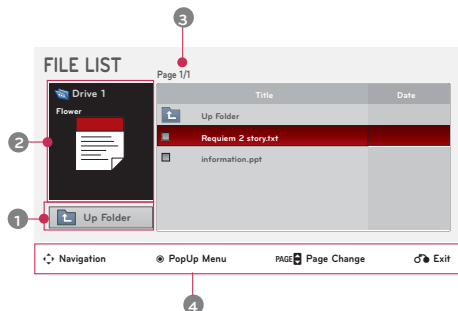 3
FILE LIST
Page 1/1
Drive 1
Title
Date
Flower
Up Folder
Requiem 2 story.txt
information.ppt
2
1
Up Folder
Navigation
PopUp Menu
PAGE Page Change
Exit
4